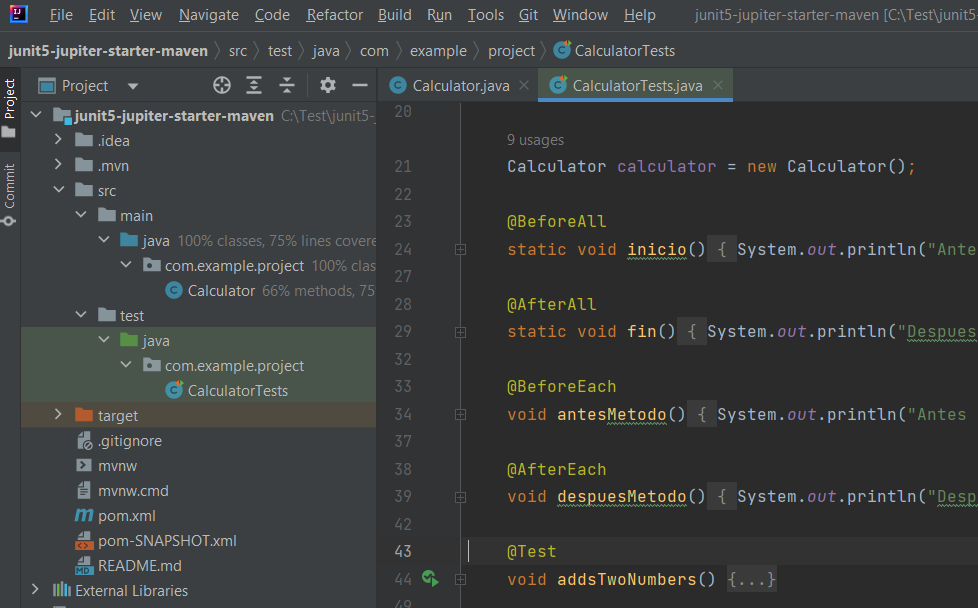 File Edit View Navigate Code Refactor Build Run Tools Git Window Help junit5-jupiter-starter-maven [C:\Test\junit5-
junit5-jupiter-starter-maven src test java com example project CalculatorTests
Project
Commit
Project
junit5-jupiter-starter-maven C:\Test\junit5-
.idea
.mvn
src
main
java 100% classes, 75% lines covere
com.example.project 100% clas
Calculator 66% methods, 75
test
java
com.example.project
CalculatorTests
target
.gitignore
mvnw
mvnw.cmd
pom.xml
pom-SNAPSHOT.xml
README.md
External Libraries
Calculator.java CalculatorTests.java
20
9 usages
21 Calculator calculator = new Calculator();
22
23 @BeforeAll
24 static void inicio() { System.out.println("Ante
27
28 @AfterAll
29 static void fin() { System.out.println("Despues
32
33 @BeforeEach
34 void antesMetodo() { System.out.println("Antes
37
38 @AfterEach
39 void despuesMetodo() { System.out.println("Desp
42
43 @Test
44 void addsTwoNumbers() {...}
49